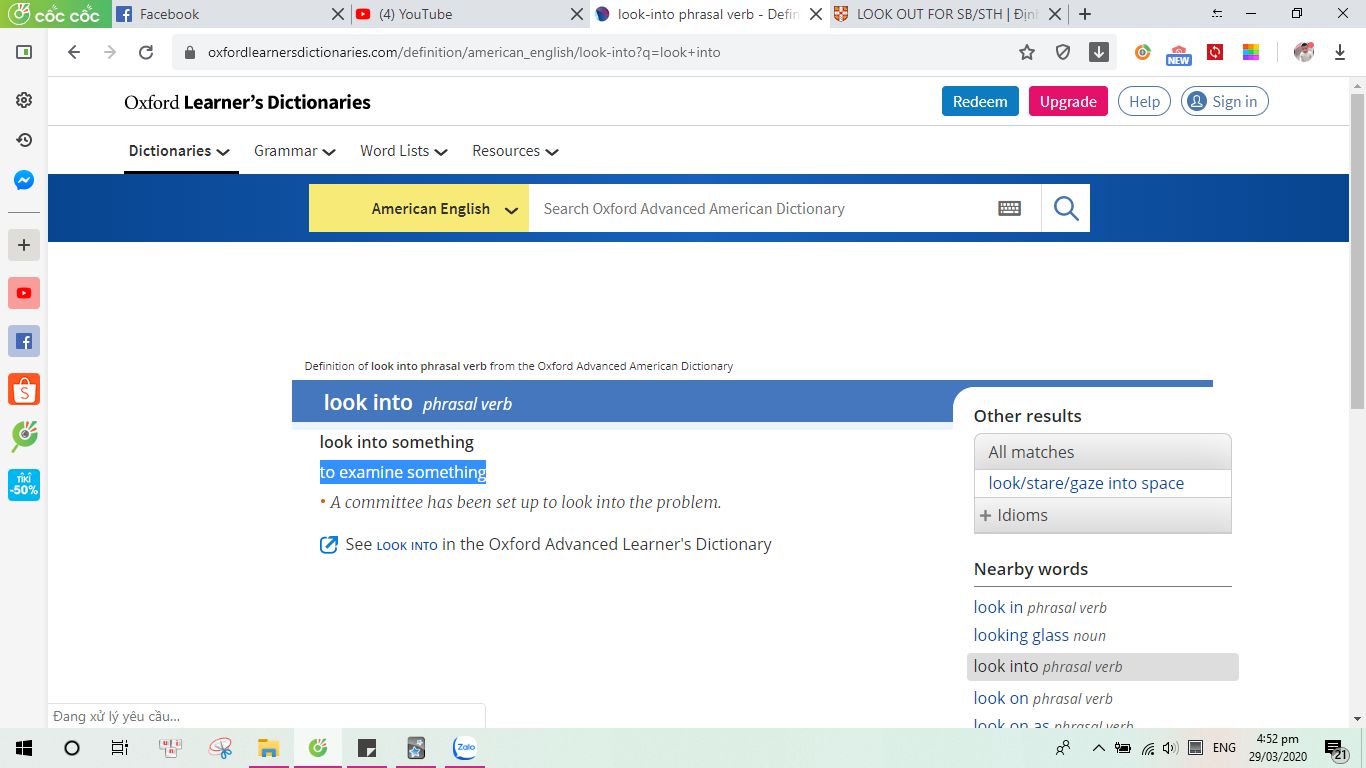 cốc cốc
Facebook
(4) YouTube
look-into phrasal verb - Defin
LOOK OUT FOR SB/STH | Địn
oxfordlearnersdictionaries.com/definition/american_english/look-into?q=look+into
NEW
Oxford Learner's Dictionaries
Redeem
Upgrade
Help
Sign in
Dictionaries
Grammar
Word Lists
Resources
American English
Search Oxford Advanced American Dictionary
Definition of look into phrasal verb from the Oxford Advanced American Dictionary
look into phrasal verb
look into something
to examine something
• A committee has been set up to look into the problem.
See LOOK INTO in the Oxford Advanced Learner's Dictionary
Other results
All matches
look/stare/gaze into space
+ Idioms
Nearby words
look in phrasal verb
looking glass noun
look into phrasal verb
look on phrasal verb
look on as phrasal verb
TIKI
-50%
Đang xử lý yêu cầu...
Zalo
ENG
4:52 pm
29/03/2020
21